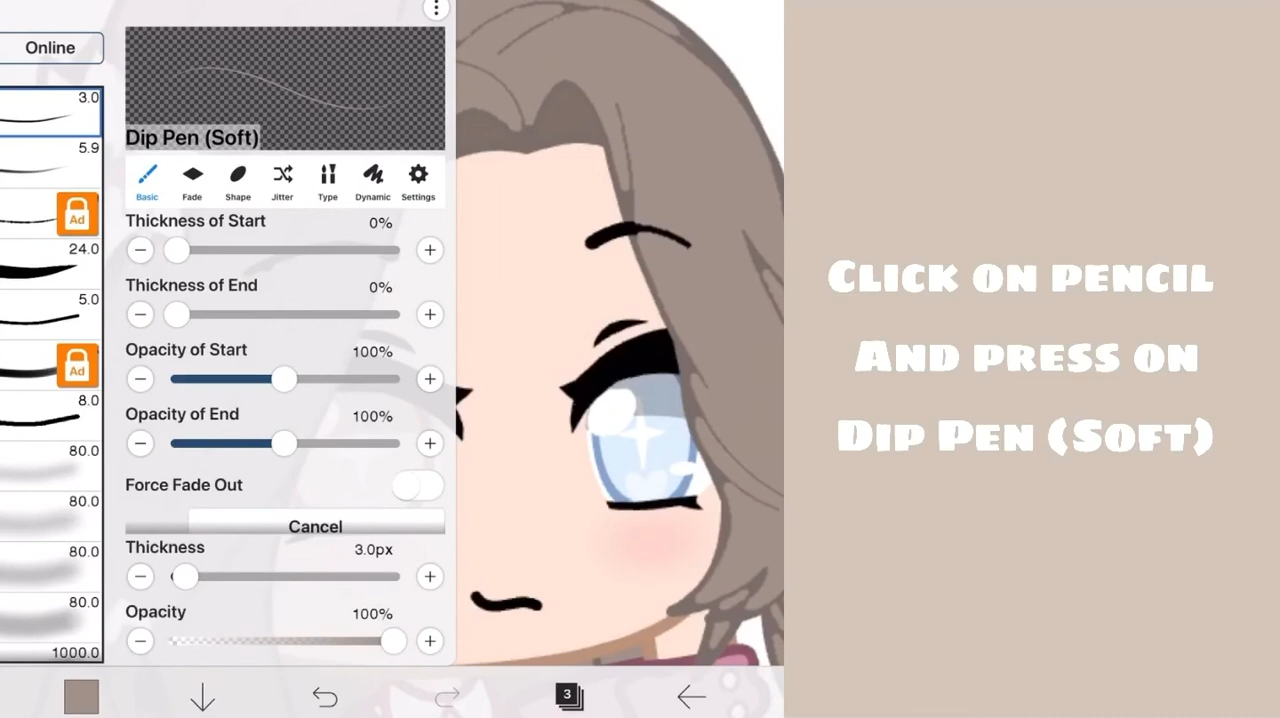 Online
3.0
5.9
Ad
24.0
5.0
Ad
8.0
80.0
80.0
80.0
80.0
1000.0
Dip Pen (Soft)
Basic Fade Shape Jitter Type Dynamic Settings
Thickness of Start 0%
Thickness of End 0%
Opacity of Start 100%
Opacity of End 100%
Force Fade Out
Cancel
Thickness 3.0px
Opacity 100%
3
Click on pencil
And press on
Dip Pen (Soft)